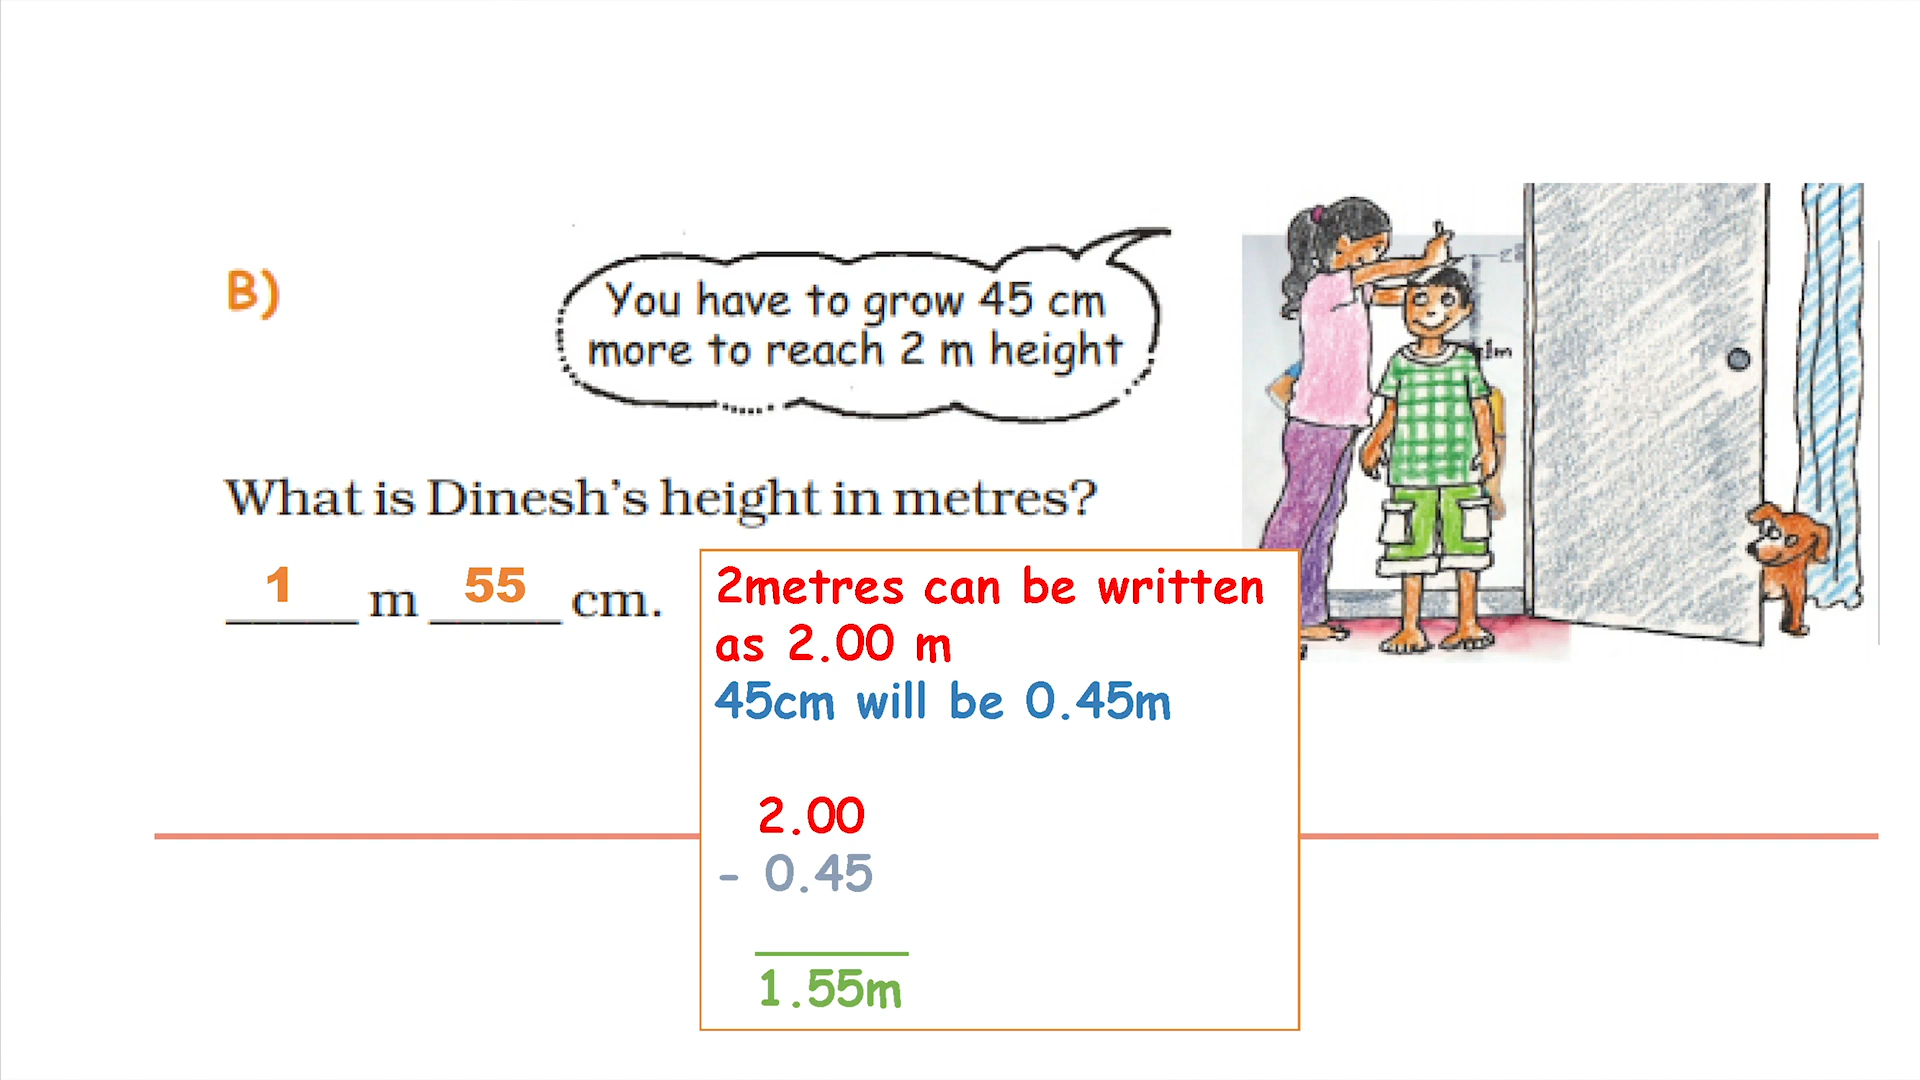 B)
You have to grow 45 cm
more to reach 2 m height
1m
What is Dinesh's height in metres?
1 m 55 cm.
2metres can be written
as 2.00 m
45cm will be 0.45m
2.00
- 0.45
1.55m